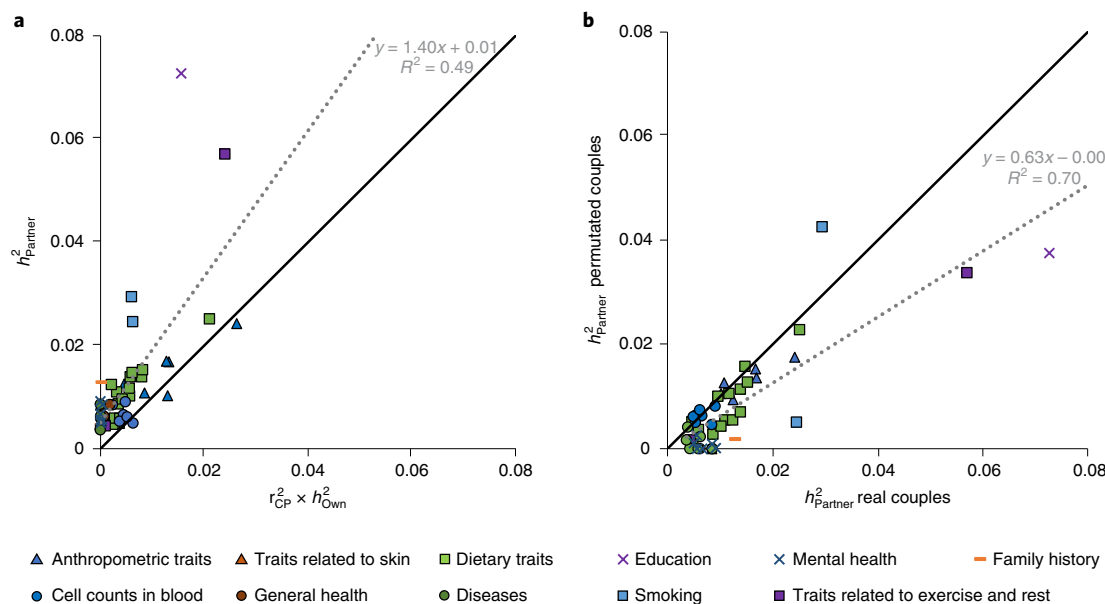 a
0.08
0.06
0.04
0.02
0
h²Partner
y = 1.40x + 0.01
R² = 0.49
0 0.02 0.04 0.06 0.08
r²CP × h²Own
b
0.08
0.06
0.04
0.02
0
h²Partner permutated couples
y = 0.63x – 0.00
R² = 0.70
0 0.02 0.04 0.06 0.08
h²Partner real couples
Anthropometric traits Traits related to skin Dietary traits Education Mental health Family history
Cell counts in blood General health Diseases Smoking Traits related to exercise and rest